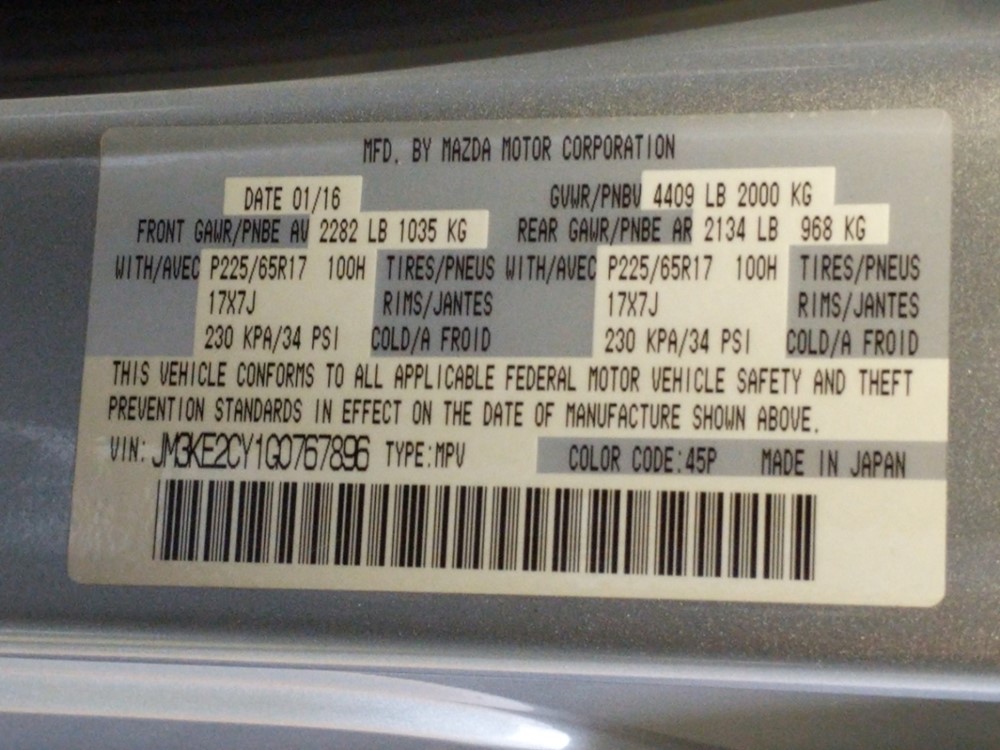 MFD. BY MAZDA MOTOR CORPORATION
DATE 01/16 GVWR/PNBV 4409 LB 2000 KG
FRONT GAWR/PNBE AV 2282 LB 1035 KG REAR GAWR/PNBE AR 2134 LB 968 KG
WITH/AVEC P225/65R17 100H TIRES/PNEUS WITH/AVEC P225/65R17 100H TIRES/PNEUS
17X7J RIMS/JANTES 17X7J RIMS/JANTES
230 KPA/34 PSI COLD/A FROID 230 KPA/34 PSI COLD/A FROID
THIS VEHICLE CONFORMS TO ALL APPLICABLE FEDERAL MOTOR VEHICLE SAFETY AND THEFT
PREVENTION STANDARDS IN EFFECT ON THE DATE OF MANUFACTURE SHOWN ABOVE.
VIN: JM3KE2CY1G0767896 TYPE:MPV COLOR CODE:45P MADE IN JAPAN